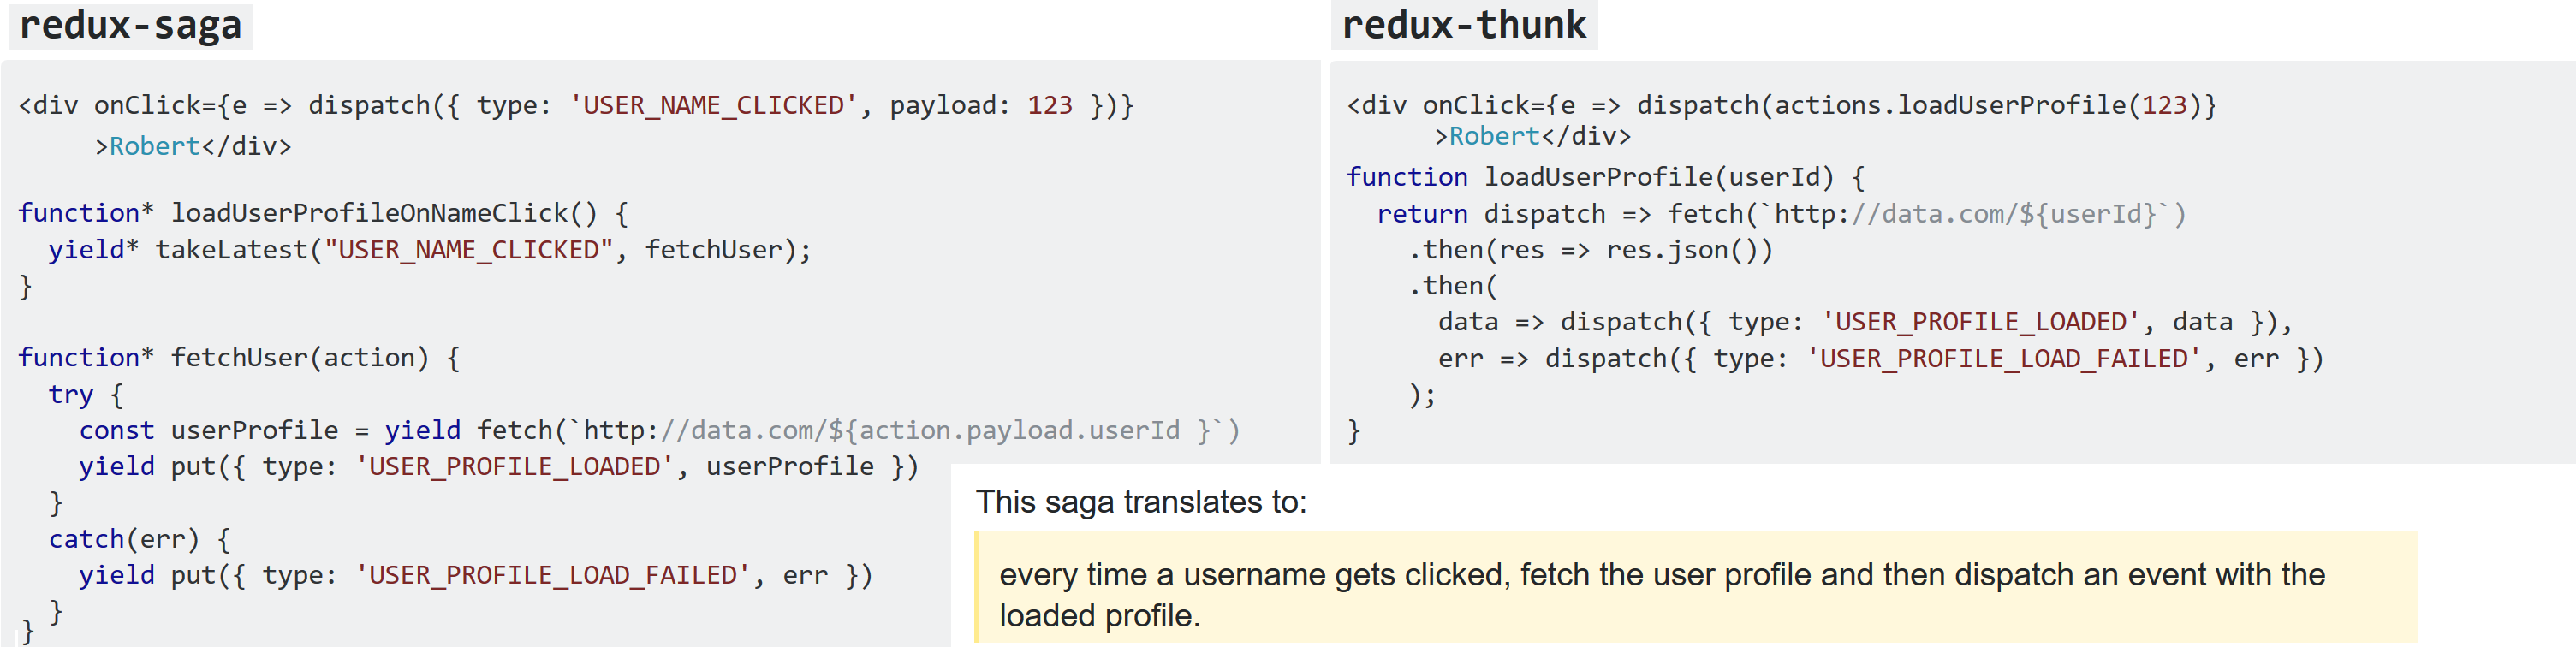 redux-saga
<div onClick={e => dispatch({ type: 'USER_NAME_CLICKED', payload: 123 })}
>Robert</div>
function* loadUserProfileOnNameClick() {
yield* takeLatest("USER_NAME_CLICKED", fetchUser);
}
function* fetchUser(action) {
try {
const userProfile = yield fetch(`http://data.com/${action.payload.userId }`)
yield put({ type: 'USER_PROFILE_LOADED', userProfile })
}
catch(err) {
yield put({ type: 'USER_PROFILE_LOAD_FAILED', err })
}
}
redux-thunk
<div onClick={e => dispatch(actions.loadUserProfile(123)}
>Robert</div>
function loadUserProfile(userId) {
return dispatch => fetch(`http://data.com/${userId}`)
.then(res => res.json())
.then(
data => dispatch({ type: 'USER_PROFILE_LOADED', data }),
err => dispatch({ type: 'USER_PROFILE_LOAD_FAILED', err })
);
}
This saga translates to:
every time a username gets clicked, fetch the user profile and then dispatch an event with the
loaded profile.